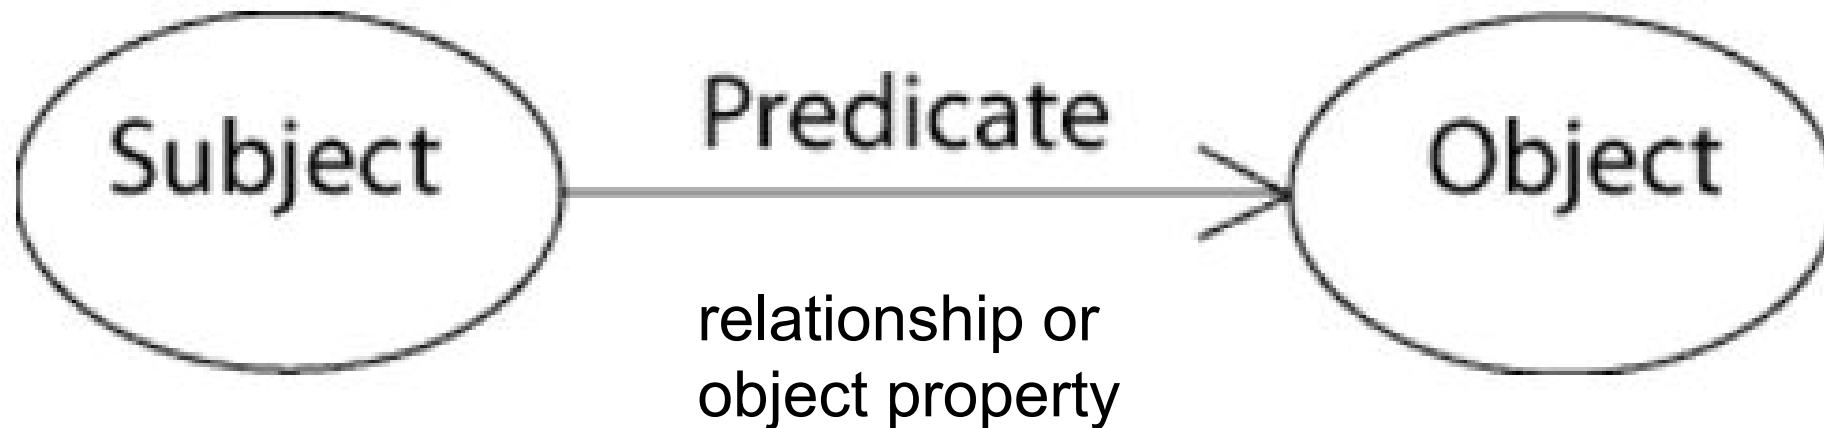 Subject
Predicate
Object
relationship or
object property